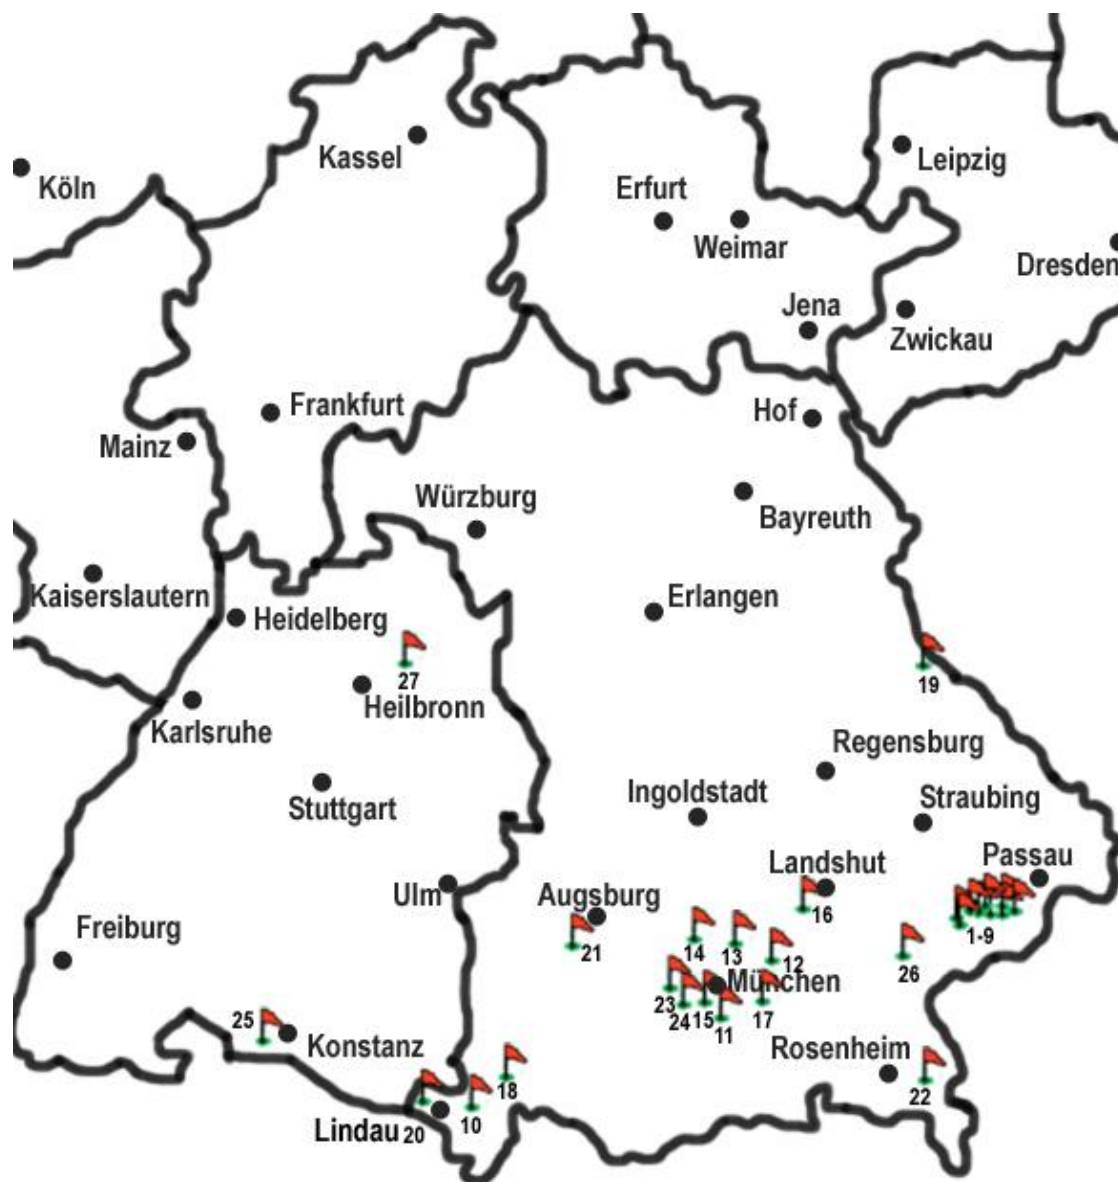 Kassel
Leipzig
Köln
Erfurt
Weimar
Dresden
Jena
Zwickau
Frankfurt
Hof
Mainz
Würzburg
Bayreuth
Kaiserslautern
Heidelberg
Erlangen
27
19
Heilbronn
Karlsruhe
Regensburg
Stuttgart
Ingoldstadt
Straubing
Landshut
Passau
Ulm
Augsburg
16
Freiburg
21
14
13
12
1-9
26
München
23
24
15
11
17
25
Konstanz
Rosenheim
18
22
Lindau
20
10